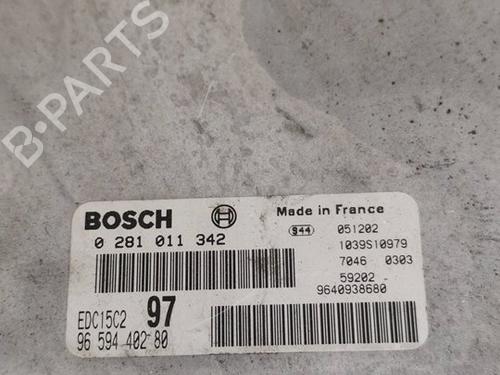 B-PARTS
BOSCH
Made in France
0 281 011 342
944 051202
1039S10979
7046 0303
59202
9640938680
EDC15C2 97
96 594 402 80